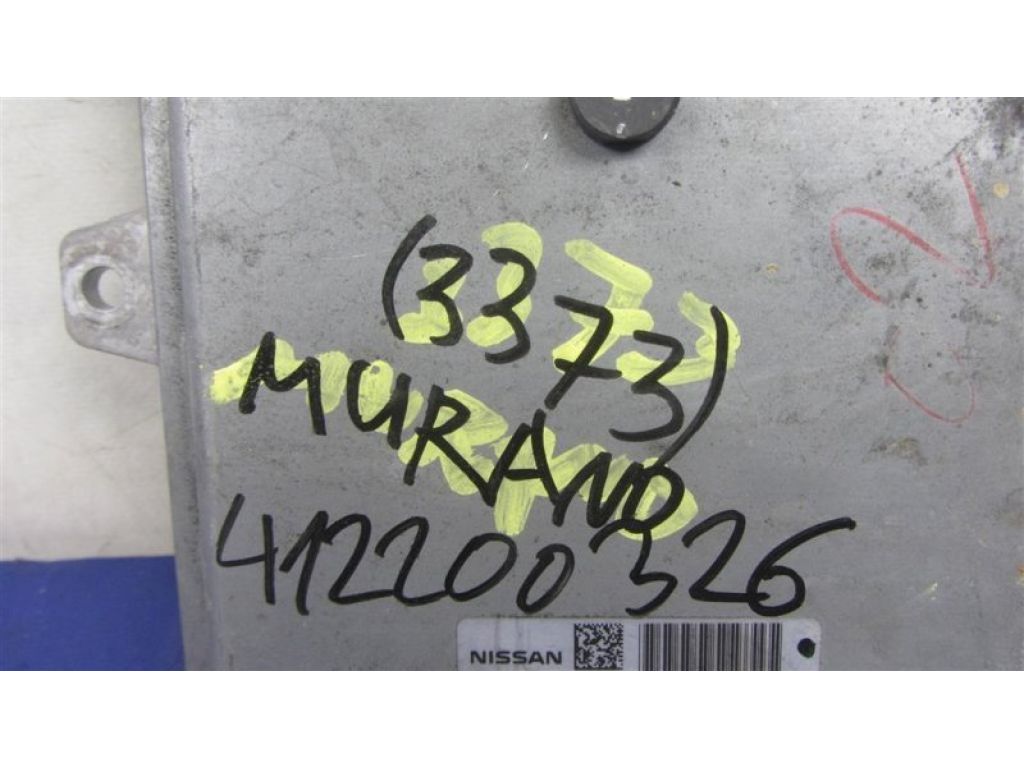 (3373)
MURANO
412200326
NISSAN